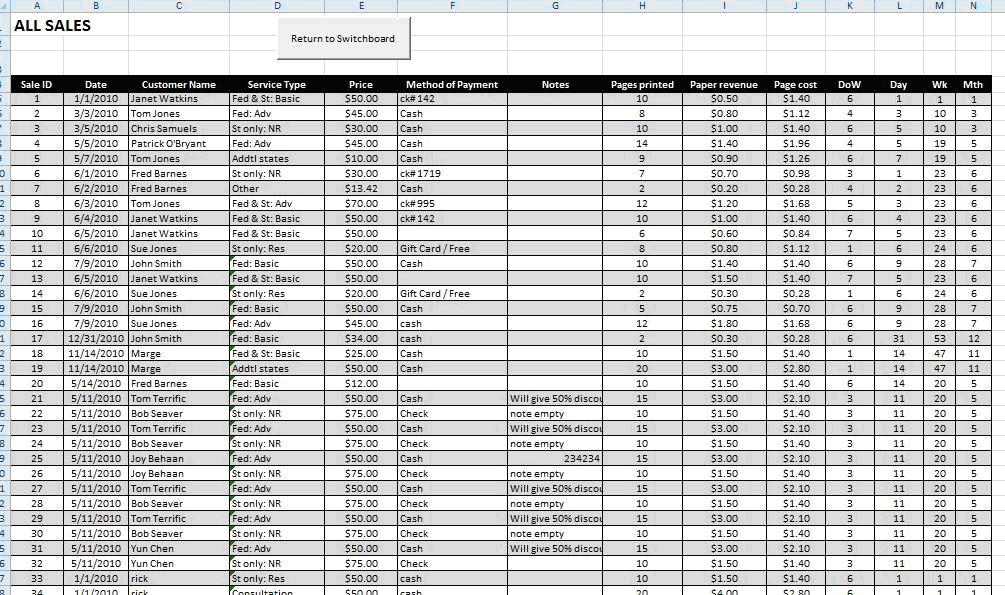 A B C D E F G H I J K L M N
ALL SALES
Return to Switchboard
Sale ID Date Customer Name Service Type Price Method of Payment Notes Pages printed Paper revenue Page cost DoW Day Wk Mth
1 1/1/2010 Janet Watkins Fed & St: Basic $50.00 ck# 142 10 $0.50 $1.40 6 1 1 1
2 3/3/2010 Tom Jones Fed: Adv $45.00 Cash 8 $0.80 $1.12 4 3 10 3
3 3/5/2010 Chris Samuels St only: NR $30.00 Cash 10 $1.00 $1.40 6 5 10 3
4 5/5/2010 Patrick O'Bryant Fed: Adv $45.00 Cash 14 $1.40 $1.96 4 5 19 5
5 5/7/2010 Tom Jones Addtl states $10.00 Cash 9 $0.90 $1.26 6 7 19 5
6 6/1/2010 Fred Barnes St only: NR $30.00 ck# 1719 7 $0.70 $0.98 3 1 23 6
7 6/2/2010 Fred Barnes Other $13.42 Cash 2 $0.20 $0.28 4 2 23 6
8 6/3/2010 Tom Jones Fed & St: Adv $70.00 ck# 995 12 $1.20 $1.68 5 3 23 6
9 6/4/2010 Janet Watkins Fed & St: Basic $50.00 ck# 142 10 $1.00 $1.40 6 4 23 6
10 6/5/2010 Janet Watkins Fed & St: Basic $50.00 6 $0.60 $0.84 7 5 23 6
11 6/6/2010 Sue Jones St only: Res $20.00 Gift Card / Free 8 $0.80 $1.12 1 6 24 6
12 7/9/2010 John Smith Fed: Basic $50.00 Cash 10 $1.40 $1.40 6 9 28 7
13 6/5/2010 Janet Watkins Fed & St: Basic $50.00 10 $1.50 $1.40 7 5 23 6
14 6/6/2010 Sue Jones St only: Res $20.00 Gift Card / Free 2 $0.30 $0.28 1 6 24 6
15 7/9/2010 John Smith Fed: Basic $50.00 Cash 5 $0.75 $0.70 6 9 28 7
16 7/9/2010 Sue Jones Fed: Adv $45.00 cash 12 $1.80 $1.68 6 9 28 7
17 12/31/2010 John Smith Fed: Basic $34.00 cash 2 $0.30 $0.28 6 31 53 12
18 11/14/2010 Marge Fed & St: Basic $25.00 Cash 10 $1.50 $1.40 1 14 47 11
19 11/14/2010 Marge Addtl states $50.00 Cash 20 $3.00 $2.80 1 14 47 11
20 5/14/2010 Fred Barnes Fed: Basic $12.00 10 $1.50 $1.40 6 14 20 5
21 5/11/2010 Tom Terrific Fed: Adv $50.00 Cash Will give 50% discou 15 $3.00 $2.10 3 11 20 5
22 5/11/2010 Bob Seaver St only: NR $75.00 Check note empty 10 $1.50 $1.40 3 11 20 5
23 5/11/2010 Tom Terrific Fed: Adv $50.00 Cash Will give 50% discou 15 $3.00 $2.10 3 11 20 5
24 5/11/2010 Bob Seaver St only: NR $75.00 Check note empty 10 $1.50 $1.40 3 11 20 5
25 5/11/2010 Joy Behaan Fed: Adv $50.00 Cash 234234 15 $3.00 $2.10 3 11 20 5
26 5/11/2010 Joy Behaan St only: NR $75.00 Check note empty 10 $1.50 $1.40 3 11 20 5
27 5/11/2010 Tom Terrific Fed: Adv $50.00 Cash Will give 50% discou 15 $3.00 $2.10 3 11 20 5
28 5/11/2010 Bob Seaver St only: NR $75.00 Check note empty 10 $1.50 $1.40 3 11 20 5
29 5/11/2010 Tom Terrific Fed: Adv $50.00 Cash Will give 50% discou 15 $3.00 $2.10 3 11 20 5
30 5/11/2010 Bob Seaver St only: NR $75.00 Check note empty 10 $1.50 $1.40 3 11 20 5
31 5/11/2010 Yun Chen Fed: Adv $50.00 Cash Will give 50% discou 15 $3.00 $2.10 3 11 20 5
32 5/11/2010 Yun Chen St only: NR $75.00 Check 10 $1.50 $1.40 3 11 20 5
33 1/1/2010 rick St only: Res $50.00 cash 10 $1.50 $1.40 6 1 1 1
34 1/1/2010 rick Consultation $50.00 cash 20 $4.00 $2.80 6 1 1 1